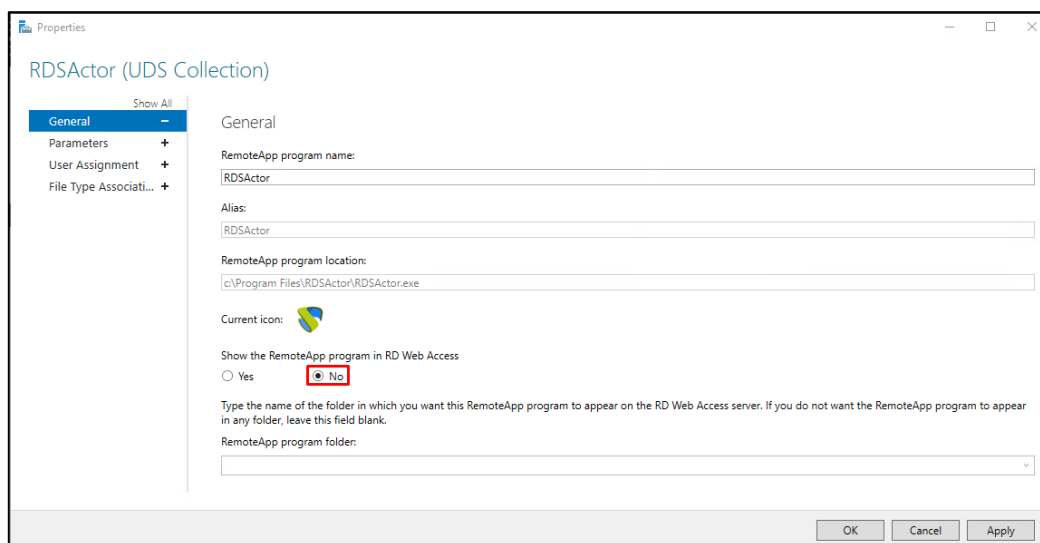 Properties
RDSActor (UDS Collection)
Show All
General
Parameters
User Assignment
File Type Associati...
General
RemoteApp program name:
RDSActor
Alias:
RDSActor
RemoteApp program location:
c:\Program Files\RDSActor\RDSActor.exe
Current icon:
Show the RemoteApp program in RD Web Access
Yes No
Type the name of the folder in which you want this RemoteApp program to appear on the RD Web Access server. If you do not want the RemoteApp program to appear
in any folder, leave this field blank.
RemoteApp program folder:
OK Cancel Apply